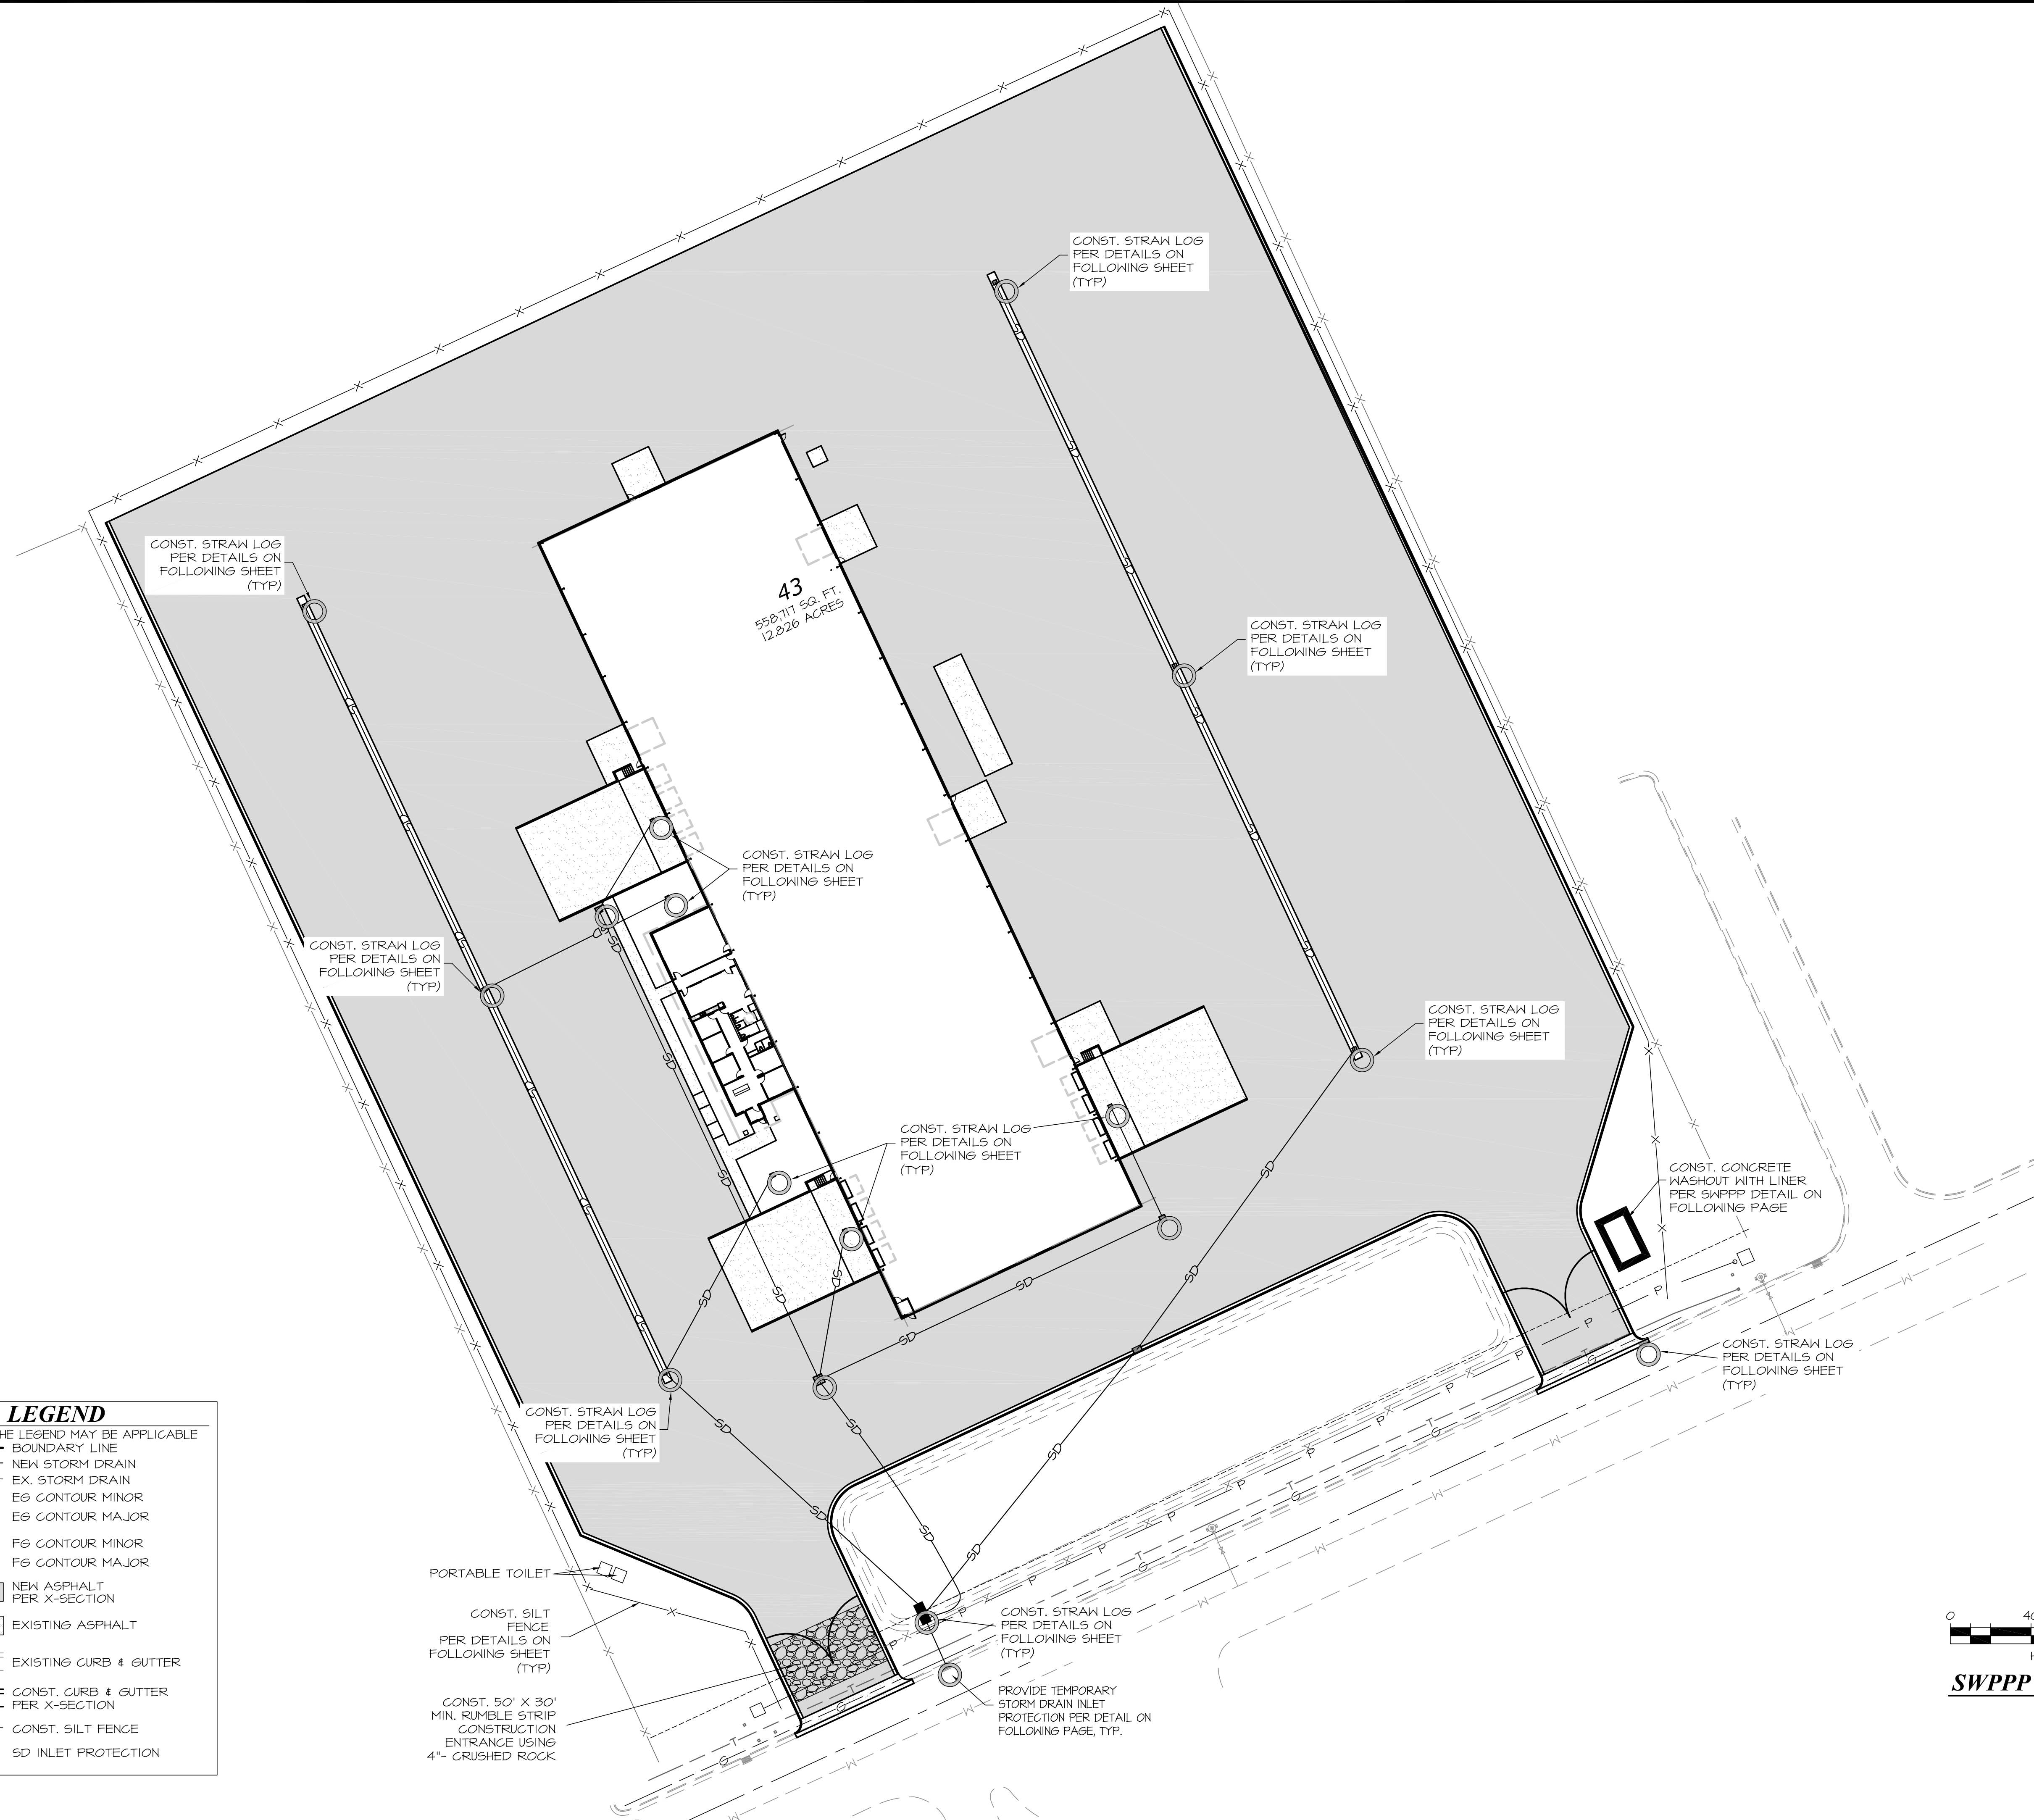 CONST. STRAW LOG
PER DETAILS ON
FOLLOWING SHEET
(TYP)
CONST. STRAW LOG
PER DETAILS ON
FOLLOWING SHEET
(TYP)
43
558,717 SQ. FT.
12.826 ACRES
CONST. STRAW LOG
PER DETAILS ON
FOLLOWING SHEET
(TYP)
CONST. STRAW LOG
PER DETAILS ON
FOLLOWING SHEET
(TYP)
CONST. STRAW LOG
PER DETAILS ON
FOLLOWING SHEET
(TYP)
CONST. STRAW LOG
PER DETAILS ON
FOLLOWING SHEET
(TYP)
CONST. STRAW LOG
PER DETAILS ON
FOLLOWING SHEET
(TYP)
CONST. CONCRETE
WASHOUT WITH LINER
PER SWPPP DETAIL ON
FOLLOWING PAGE
CONST. STRAW LOG
PER DETAILS ON
FOLLOWING SHEET
(TYP)
CONST. STRAW LOG
PER DETAILS ON
FOLLOWING SHEET
(TYP)
PORTABLE TOILET
CONST. SILT
FENCE
PER DETAILS ON
FOLLOWING SHEET
(TYP)
CONST. 50' X 30'
MIN. RUMBLE STRIP
CONSTRUCTION
ENTRANCE USING
4"- CRUSHED ROCK
CONST. STRAW LOG
PER DETAILS ON
FOLLOWING SHEET
(TYP)
PROVIDE TEMPORARY
STORM DRAIN INLET
PROTECTION PER DETAIL ON
FOLLOWING PAGE, TYP.
LEGEND
HE LEGEND MAY BE APPLICABLE
BOUNDARY LINE
NEW STORM DRAIN
EX. STORM DRAIN
EG CONTOUR MINOR
EG CONTOUR MAJOR
FG CONTOUR MINOR
FG CONTOUR MAJOR
NEW ASPHALT
PER X-SECTION
EXISTING ASPHALT
EXISTING CURB & GUTTER
CONST. CURB & GUTTER
PER X-SECTION
CONST. SILT FENCE
SD INLET PROTECTION
0 40
H
SWPPP